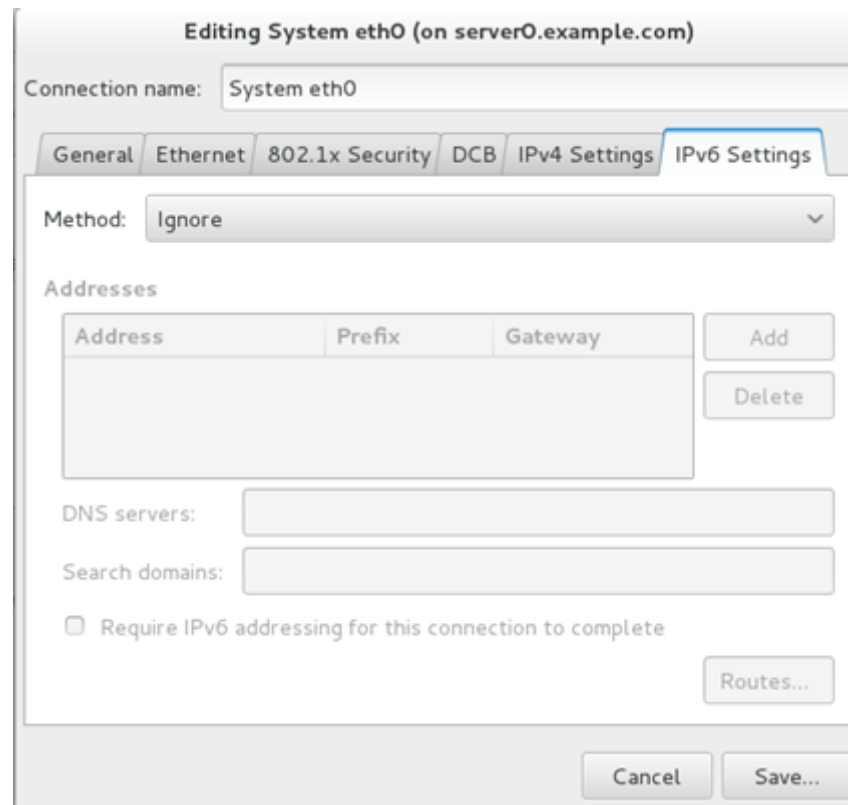 Editing System eth0 (on server0.example.com)
Connection name: System eth0
General Ethernet 802.1x Security DCB IPv4 Settings IPv6 Settings
Method: Ignore
Addresses
Address Prefix Gateway Add
Delete
DNS servers:
Search domains:
Require IPv6 addressing for this connection to complete
Routes...
Cancel Save...